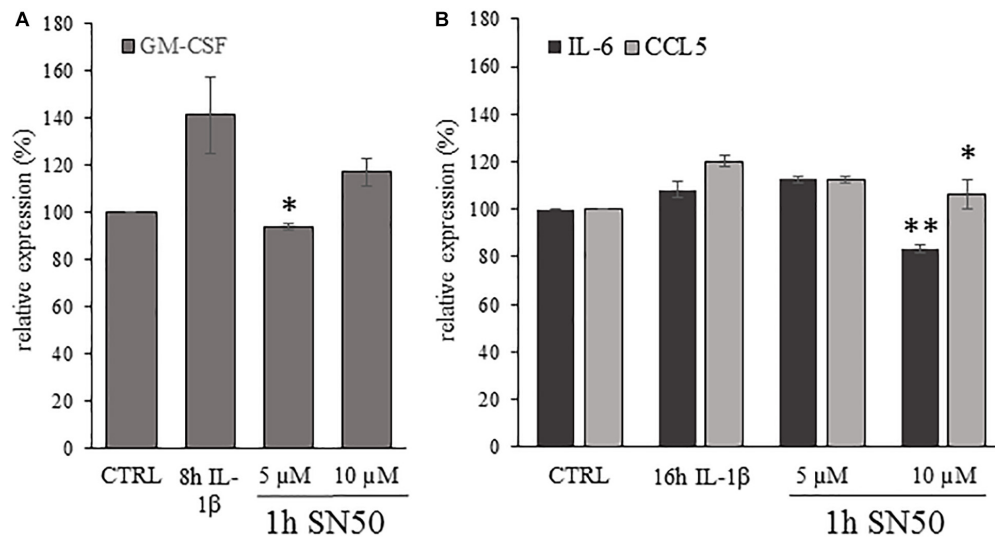 A
180
160
140
120
100
80
60
40
20
0
relative expression (%)
GM-CSF
*
CTRL
8h IL-
1β
5 µM
10 µM
1h SN50
B
180
160
140
120
100
80
60
40
20
0
relative expression (%)
IL-6 CCL5
*
**
CTRL
16h IL-1β
5 µM
10 µM
1h SN50